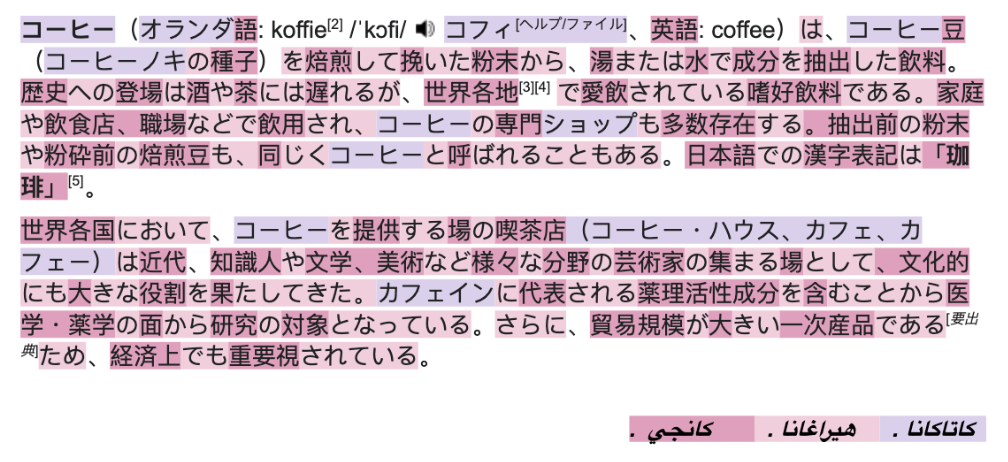 コーヒー（オランダ語: koffie[2] /ˈkɔfi/ コフィ[ヘルプ/ファイル]、英語: coffee）は、コーヒー豆
（コーヒーノキの種子）を焙煎して挽いた粉末から、湯または水で成分を抽出した飲料。
歴史への登場は酒や茶には遅れるが、世界各地[3][4] で愛飲されている嗜好飲料である。家庭
や飲食店、職場などで飲用され、コーヒーの専門ショップも多数存在する。抽出前の粉末
や粉砕前の焙煎豆も、同じくコーヒーと呼ばれることもある。日本語での漢字表記は「珈
琲」[5]。
世界各国において、コーヒーを提供する場の喫茶店（コーヒー・ハウス、カフェ、カ
フェー）は近代、知識人や文学、美術など様々な分野の芸術家の集まる場として、文化的
にも大きな役割を果たしてきた。カフェインに代表される薬理活性成分を含むことから医
学・薬学の面から研究の対象となっている。さらに、貿易規模が大きい一次産品である[要出
典]ため、経済上でも重要視されている。
كاتاكانا . هيراغانا . كانجي .